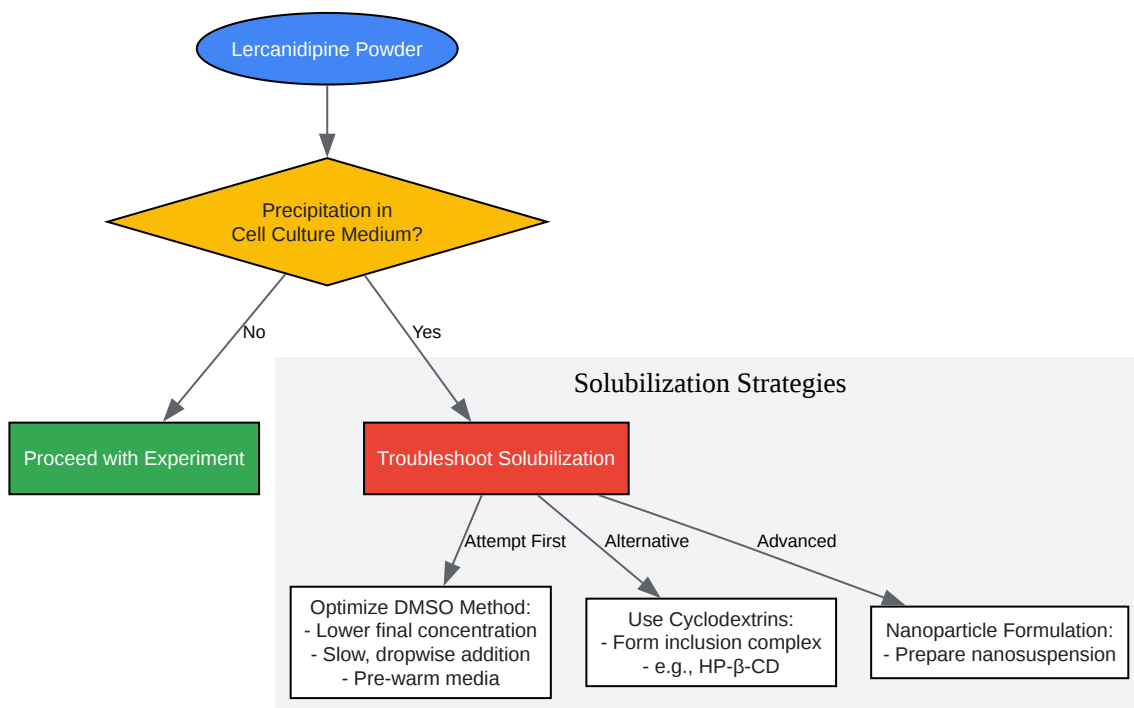 Lercanidipine Powder
Precipitation in
Cell Culture Medium?
No
Yes
Solubilization Strategies
Proceed with Experiment
Troubleshoot Solubilization
Attempt First
Alternative
Advanced
Optimize DMSO Method:
- Lower final concentration
- Slow, dropwise addition
- Pre-warm media
Use Cyclodextrins:
- Form inclusion complex
- e.g., HP-β-CD
Nanoparticle Formulation:
- Prepare nanosuspension